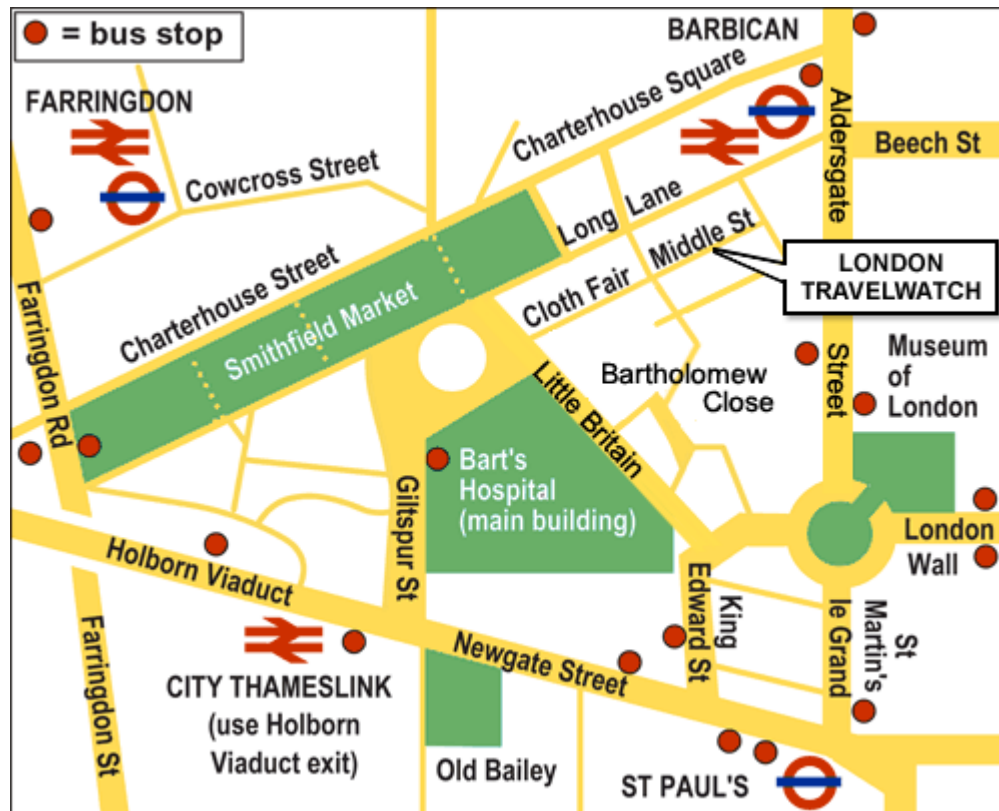 = bus stop
BARBICAN
FARRINGDON
Charterhouse Square
Aldersgate
Beech St
Cowcross Street
Long Lane
Middle St
LONDON
TRAVELWATCH
Charterhouse Street
Cloth Fair
Farringdon Rd
Smithfield Market
Street
Museum
of
London
Bartholomew
Close
Little Britain
Bart's
Hospital
(main building)
Giltspur St
Holborn Viaduct
London
Wall
King
Edward St
St
Martin's
le Grand
Farringdon St
Newgate Street
CITY THAMESLINK
(use Holborn
Viaduct exit)
Old Bailey
ST PAUL'S